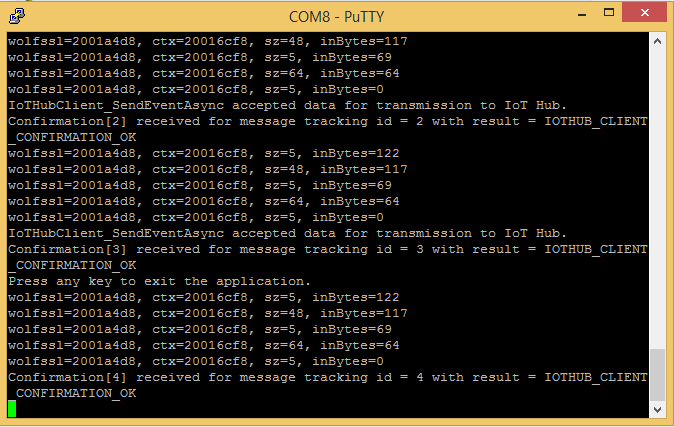 COM8 - PuTTY
wolfssl=2001a4d8, ctx=20016cf8, sz=48, inBytes=117
wolfssl=2001a4d8, ctx=20016cf8, sz=5, inBytes=69
wolfssl=2001a4d8, ctx=20016cf8, sz=64, inBytes=64
wolfssl=2001a4d8, ctx=20016cf8, sz=5, inBytes=0
IoTHubClient_SendEventAsync accepted data for transmission to IoT Hub.
Confirmation[2] received for message tracking id = 2 with result = IOTHUB_CLIENT
_CONFIRMATION_OK
wolfssl=2001a4d8, ctx=20016cf8, sz=5, inBytes=122
wolfssl=2001a4d8, ctx=20016cf8, sz=48, inBytes=117
wolfssl=2001a4d8, ctx=20016cf8, sz=5, inBytes=69
wolfssl=2001a4d8, ctx=20016cf8, sz=64, inBytes=64
wolfssl=2001a4d8, ctx=20016cf8, sz=5, inBytes=0
IoTHubClient_SendEventAsync accepted data for transmission to IoT Hub.
Confirmation[3] received for message tracking id = 3 with result = IOTHUB_CLIENT
_CONFIRMATION_OK
Press any key to exit the application.
wolfssl=2001a4d8, ctx=20016cf8, sz=5, inBytes=122
wolfssl=2001a4d8, ctx=20016cf8, sz=48, inBytes=117
wolfssl=2001a4d8, ctx=20016cf8, sz=5, inBytes=69
wolfssl=2001a4d8, ctx=20016cf8, sz=64, inBytes=64
wolfssl=2001a4d8, ctx=20016cf8, sz=5, inBytes=0
Confirmation[4] received for message tracking id = 4 with result = IOTHUB_CLIENT
_CONFIRMATION_OK